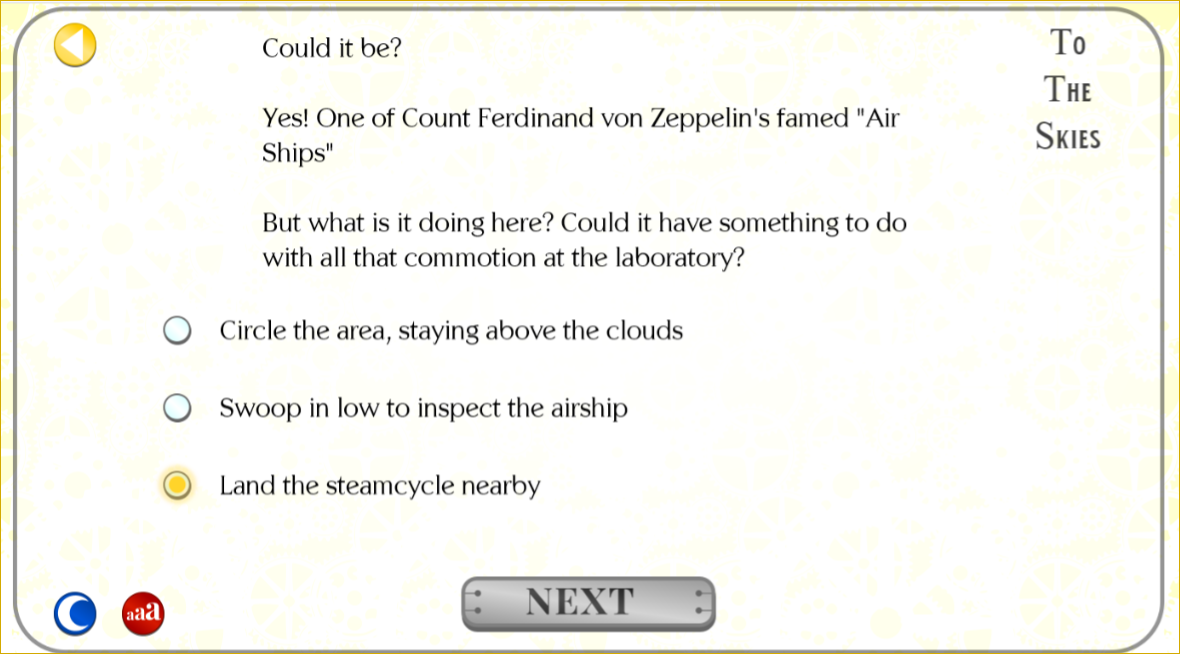 Could it be?
To
The
Skies
Yes! One of Count Ferdinand von Zeppelin's famed "Air
Ships"
But what is it doing here? Could it have something to do
with all that commotion at the laboratory?
Circle the area, staying above the clouds
Swoop in low to inspect the airship
Land the steamcycle nearby
NEXT
aaa